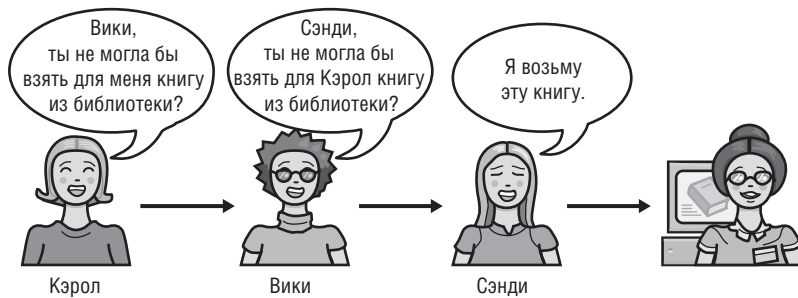 Вики,
ты не могла бы
взять для меня книгу
из библиотеки?
Сэнди,
ты не могла бы
взять для Кэрол книгу
из библиотеки?
Я возьму
эту книгу.
Кэрол
Вики
Сэнди